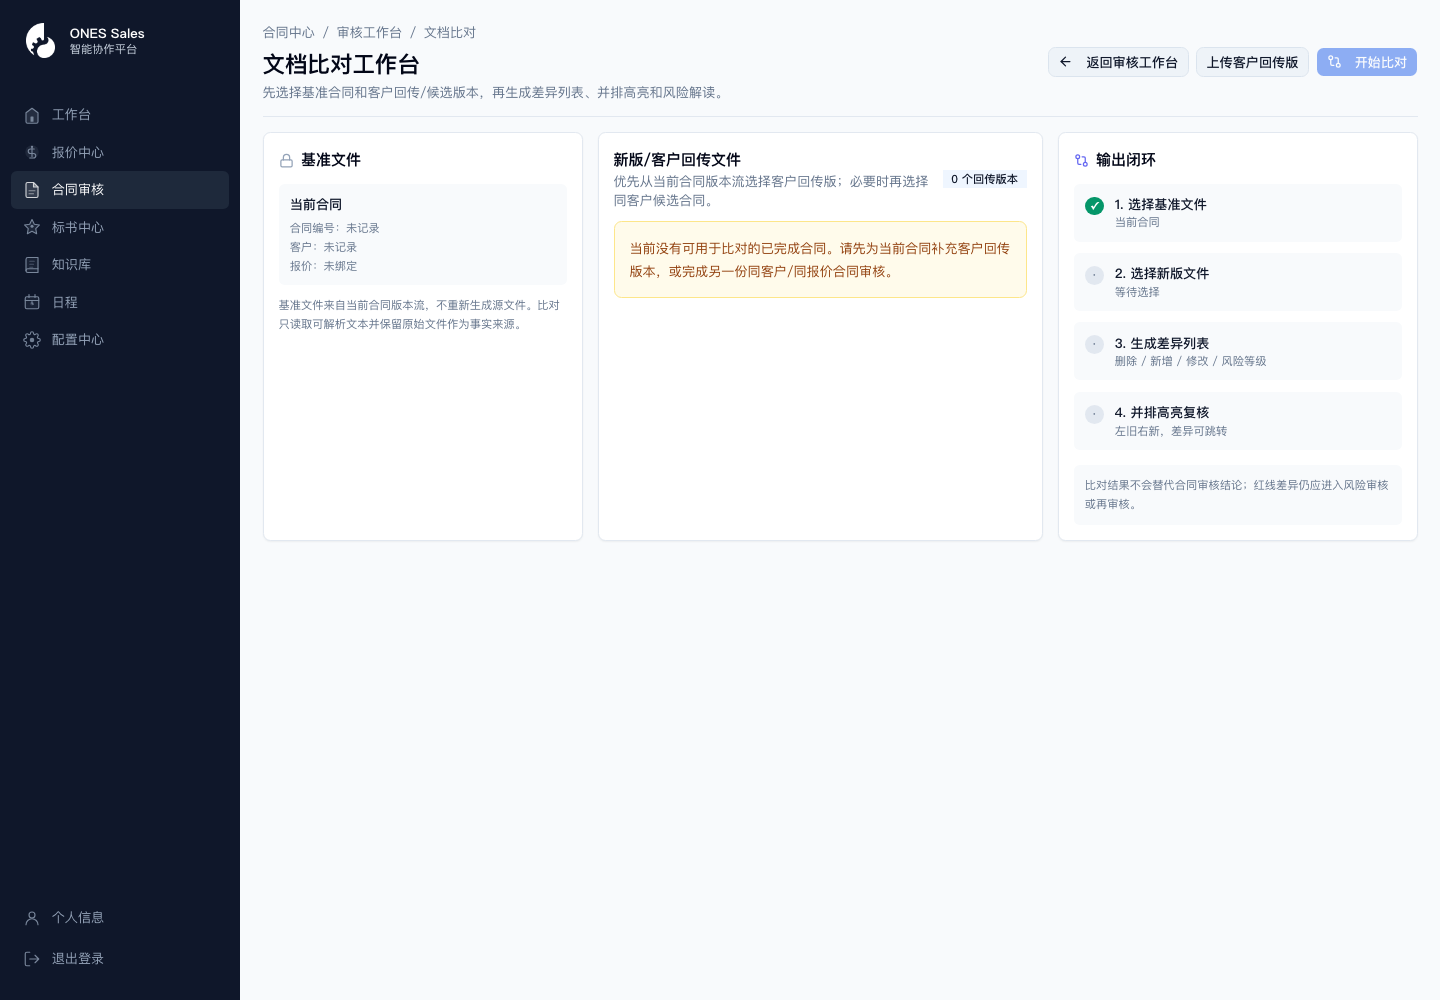 ONES Sales
智能协作平台
工作台
报价中心
合同审核
标书中心
知识库
日程
配置中心
个人信息
退出登录
合同中心 / 审核工作台 / 文档比对
文档比对工作台
先选择基准合同和客户回传/候选版本，再生成差异列表、并排高亮和风险解读。
返回审核工作台
上传客户回传版
开始比对
基准文件
当前合同
合同编号：未记录
客户：未记录
报价：未绑定
基准文件来自当前合同版本流，不重新生成源文件。比对
只读取可解析文本并保留原始文件作为事实来源。
新版/客户回传文件
优先从当前合同版本流选择客户回传版；必要时再选择
同客户候选合同。
0 个回传版本
当前没有可用于比对的已完成合同。请先为当前合同补充客户回传
版本，或完成另一份同客户/同报价合同审核。
输出闭环
1. 选择基准文件
当前合同
2. 选择新版文件
等待选择
3. 生成差异列表
删除 / 新增 / 修改 / 风险等级
4. 并排高亮复核
左旧右新，差异可跳转
比对结果不会替代合同审核结论；红线差异仍应进入风险审核
或再审核。